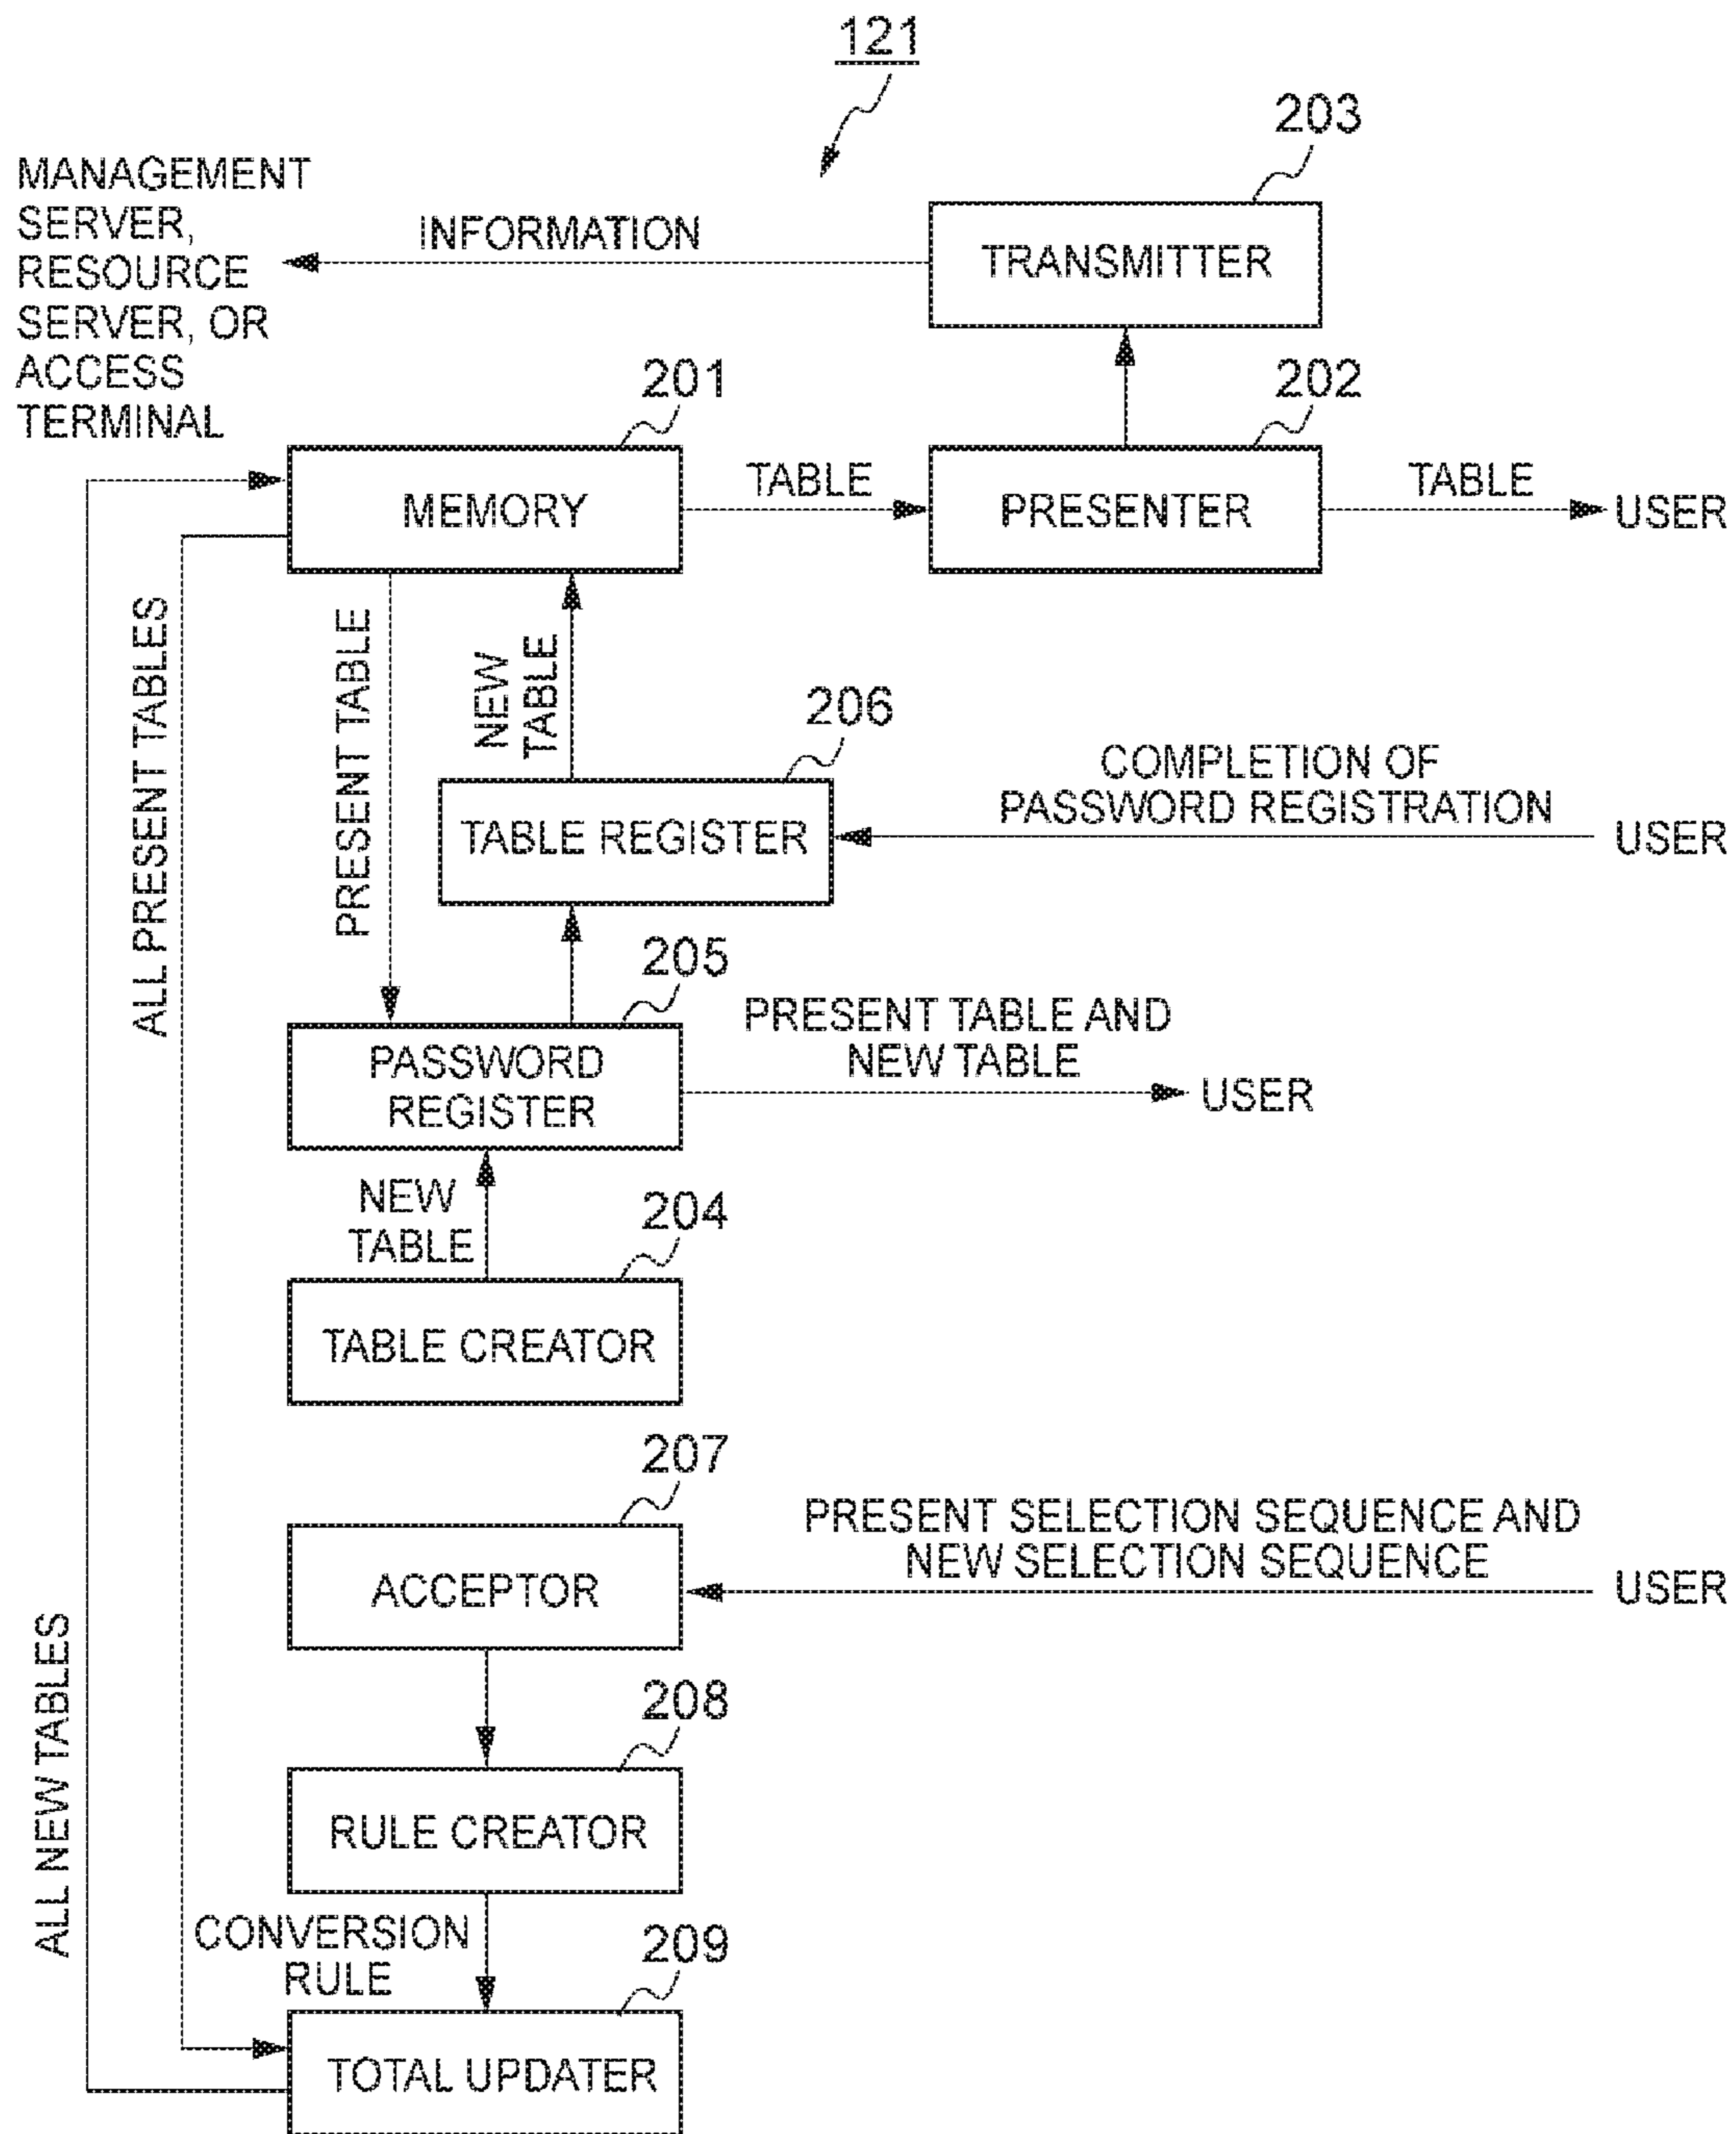 121
203
MANAGEMENT
SERVER,
RESOURCE
SERVER, OR
ACCESS
TERMINAL
INFORMATION
TRANSMITTER
201
202
MEMORY
TABLE
PRESENTER
TABLE
USER
ALL PRESENT TABLES
PRESENT TABLE
NEW
TABLE
206
COMPLETION OF
PASSWORD REGISTRATION
TABLE REGISTER
USER
205
PRESENT TABLE AND
NEW TABLE
PASSWORD
REGISTER
USER
NEW
TABLE
204
TABLE CREATOR
207
PRESENT SELECTION SEQUENCE AND
NEW SELECTION SEQUENCE
ACCEPTOR
USER
ALL NEW TABLES
208
RULE CREATOR
CONVERSION
RULE
209
TOTAL UPDATER